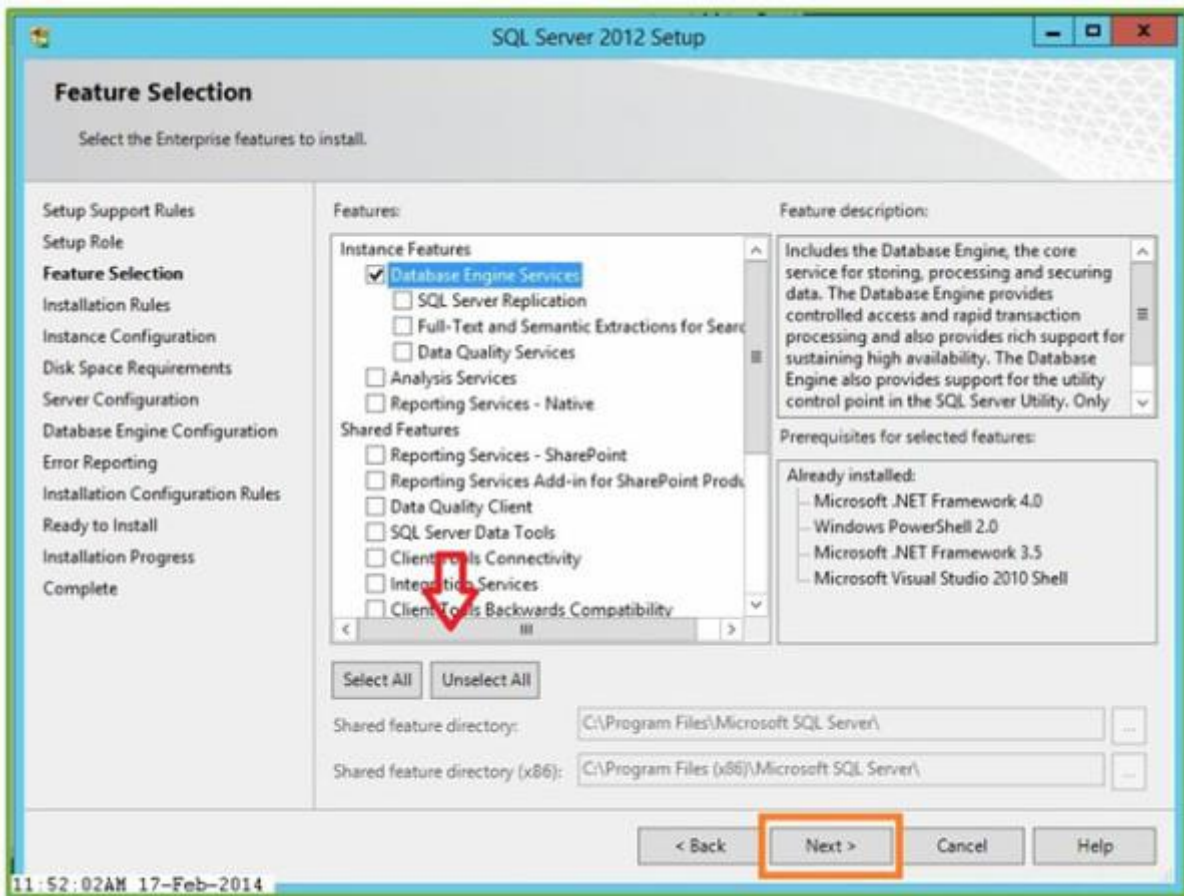 SQL Server 2012 Setup
Feature Selection
Select the Enterprise features to install.
Setup Support Rules
Setup Role
Feature Selection
Installation Rules
Instance Configuration
Disk Space Requirements
Server Configuration
Database Engine Configuration
Error Reporting
Installation Configuration Rules
Ready to Install
Installation Progress
Complete
Features:
Instance Features
Database Engine Services
SQL Server Replication
Full-Text and Semantic Extractions for Searc
Data Quality Services
Analysis Services
Reporting Services - Native
Shared Features
Reporting Services - SharePoint
Reporting Services Add-in for SharePoint Produ
Data Quality Client
SQL Server Data Tools
Client Tools Connectivity
Integration Services
Client Tools Backwards Compatibility
Select All
Unselect All
Feature description:
Includes the Database Engine, the core
service for storing, processing and securing
data. The Database Engine provides
controlled access and rapid transaction
processing and also provides rich support for
sustaining high availability. The Database
Engine also provides support for the utility
control point in the SQL Server Utility. Only
Prerequisites for selected features:
Already installed:
Microsoft .NET Framework 4.0
Windows PowerShell 2.0
Microsoft .NET Framework 3.5
Microsoft Visual Studio 2010 Shell
Shared feature directory: C:\Program Files\Microsoft SQL Server\ ...
Shared feature directory (x86): C:\Program Files (x86)\Microsoft SQL Server\ ...
< Back
Next >
Cancel
Help
11:52:02AM 17-Feb-2014